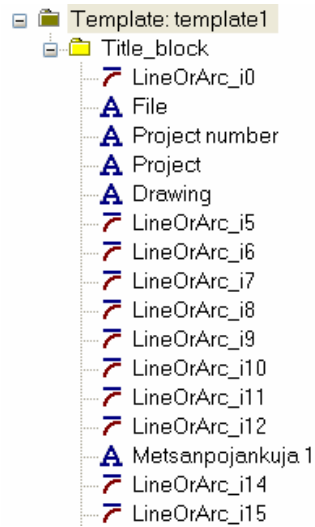 Template: template1
Title_block
LineOrArc_i0
File
Project number
Project
Drawing
LineOrArc_i5
LineOrArc_i6
LineOrArc_i7
LineOrArc_i8
LineOrArc_i9
LineOrArc_i10
LineOrArc_i11
LineOrArc_i12
Metsanpojankuja 1
LineOrArc_i14
LineOrArc_i15